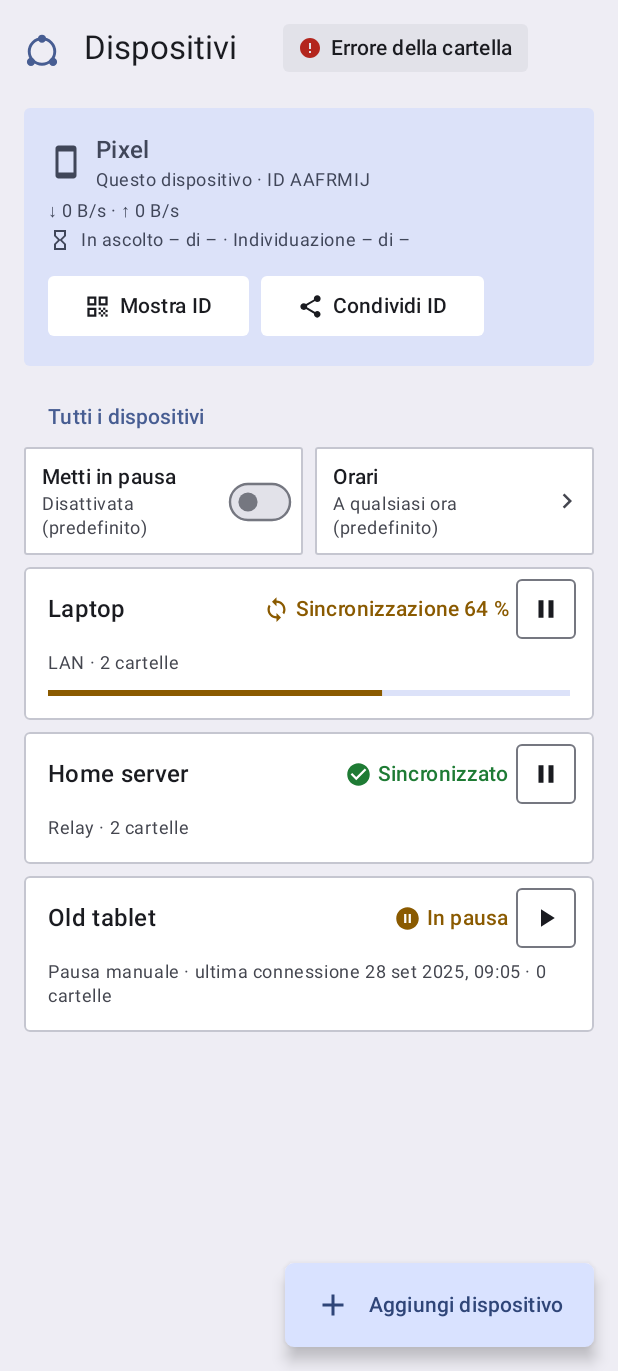 Dispositivi
Errore della cartella
Pixel
Questo dispositivo · ID AAFRMIJ
↓ 0 B/s · ↑ 0 B/s
In ascolto – di – · Individuazione – di –
Mostra ID
Condividi ID
Tutti i dispositivi
Metti in pausa
Disattivata
(predefinito)
Orari
A qualsiasi ora
(predefinito)
Laptop
Sincronizzazione 64 %
LAN · 2 cartelle
Home server
Sincronizzato
Relay · 2 cartelle
Old tablet
In pausa
Pausa manuale · ultima connessione 28 set 2025, 09:05 · 0
cartelle
Aggiungi dispositivo